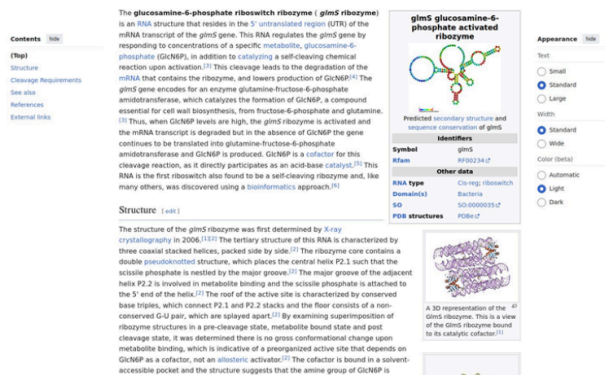 Contents hide
(Top)
Structure
Cleavage Requirements
See also
References
External links
The glucosamine-6-phosphate riboswitch ribozyme ( glmS ribozyme)
is an RNA structure that resides in the 5' untranslated region (UTR) of the
mRNA transcript of the glmS gene. This RNA regulates the glmS gene by
responding to concentrations of a specific metabolite, glucosamine-6-
phosphate (GlcN6P), in addition to catalyzing a self-cleaving chemical
reaction upon activation.[3] This cleavage leads to the degradation of the
mRNA that contains the ribozyme, and lowers production of GlcN6P.[4] The
glmS gene encodes for an enzyme glutamine-fructose-6-phosphate
amidotransferase, which catalyzes the formation of GlcN6P, a compound
essential for cell wall biosynthesis, from fructose-6-phosphate and glutamine.
[3] Thus, when GlcN6P levels are high, the glmS ribozyme is activated and
the mRNA transcript is degraded but in the absence of GlcN6P the gene
continues to be translated into glutamine-fructose-6-phosphate
amidotransferase and GlcN6P is produced. GlcN6P is a cofactor for this
cleavage reaction, as it directly participates as an acid-base catalyst.[5] This
RNA is the first riboswitch also found to be a self-cleaving ribozyme and, like
many others, was discovered using a bioinformatics approach.[6]
Structure [ edit ]
The structure of the glmS ribozyme was first determined by X-ray
crystallography in 2006.[1][2] The tertiary structure of this RNA is characterized by
three coaxial stacked helices, packed side by side.[2] The ribozyme core contains a
double pseudoknotted structure, which places the central helix P2.1 such that the
scissile phosphate is nestled by the major groove.[2] The major groove of the adjacent
helix P2.2 is involved in metabolite binding and the scissile phosphate is attached to
the 5' end of the helix.[2] The roof of the active site is characterized by conserved
base triples, which connect P2.1 and P2.2 stacks and the floor consists of a non-
conserved G-U pair, which are splayed apart.[2] By examining superimposition of
ribozyme structures in a pre-cleavage state, metabolite bound state and post
cleavage state, it was determined there is no gross conformational change upon
metabolite binding, which is indicative of a preorganized active site that depends on
GlcN6P as a cofactor, not an allosteric activator.[2] The cofactor is bound in a solvent-
accessible pocket and the structure suggests that the amine group of GlcN6P is
glmS glucosamine-6-
phosphate activated
ribozyme
Predicted secondary structure and
sequence conservation of glmS
Identifiers
Symbol glmS
Rfam RF00234
Other data
RNA type Cis-reg; riboswitch
Domain(s) Bacteria
SO SO:0000035
PDB structures PDBe
A 3D representation of the
GlmS ribozyme. This is a view
of the GlmS ribozyme bound
to its catalytic cofactor.[1]
Appearance hide
Text
Small
Standard
Large
Width
Standard
Wide
Color (beta)
Automatic
Light
Dark